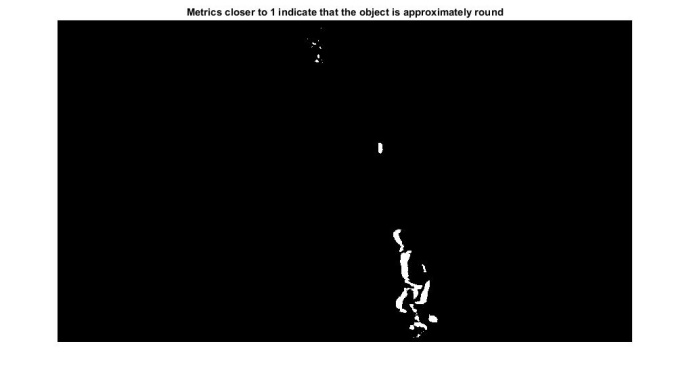 Metrics closer to 1 indicate that the object is approximately round